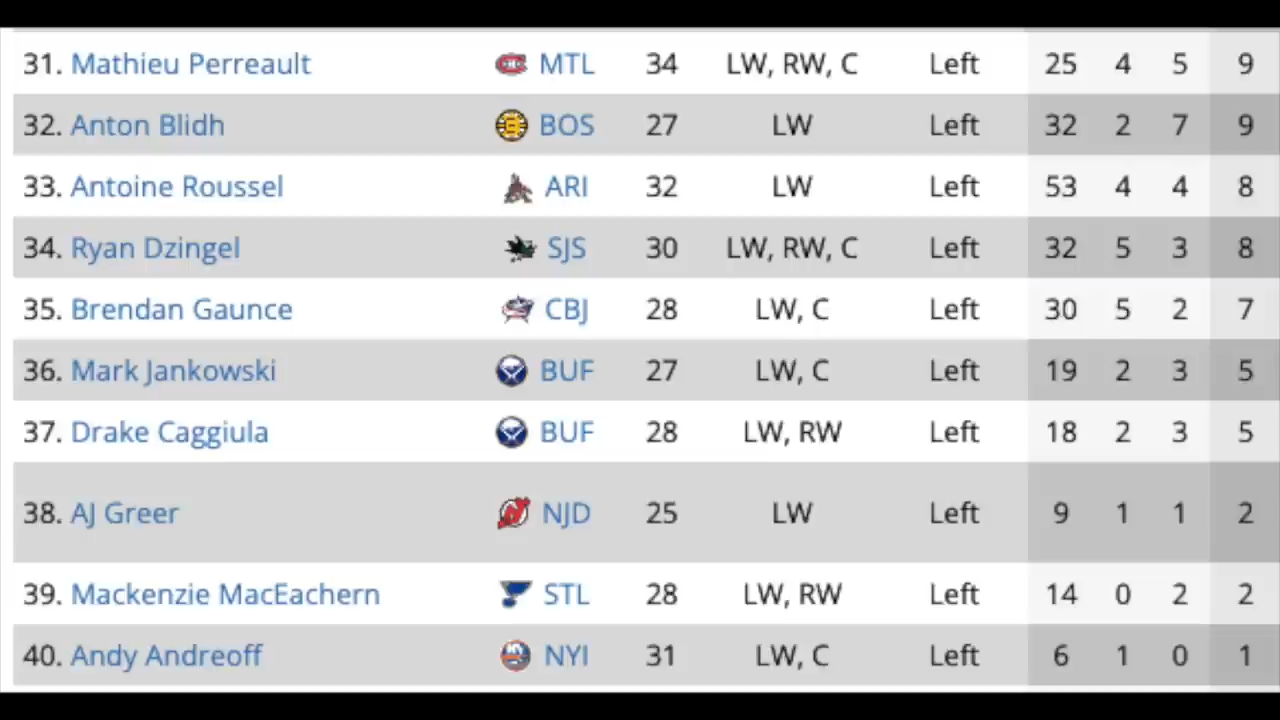 31. Mathieu Perreault MTL 34 LW, RW, C Left 25 4 5 9
32. Anton Blidh BOS 27 LW Left 32 2 7 9
33. Antoine Roussel ARI 32 LW Left 53 4 4 8
34. Ryan Dzingel SJS 30 LW, RW, C Left 32 5 3 8
35. Brendan Gaunce CBJ 28 LW, C Left 30 5 2 7
36. Mark Jankowski BUF 27 LW, C Left 19 2 3 5
37. Drake Caggiula BUF 28 LW, RW Left 18 2 3 5
38. AJ Greer NJD 25 LW Left 9 1 1 2
39. Mackenzie MacEachern STL 28 LW, RW Left 14 0 2 2
40. Andy Andreoff NYI 31 LW, C Left 6 1 0 1